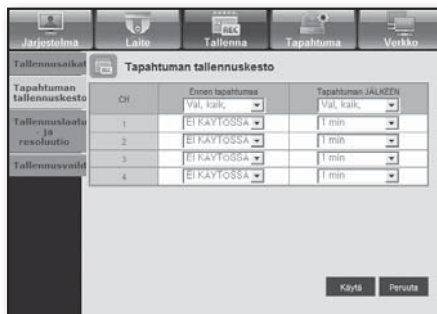 Järjestelmä Laite Tallenna Tapahtuma Verkko
REC
Tallennusaikat
Tapahtuman tallennuskesto
Tapahtuman
tallennuskesto
Tallennuslaatu
- ja
resoluutio
Tallennusvaiht
CH Ennen tapahtumaa Tapahtuman JÄLKEEN
Val, kaik, Val, kaik,
1 EI KÄYTÖSSÄ 1 min
2 EI KÄYTÖSSÄ 1 min
3 EI KÄYTÖSSÄ 1 min
4 EI KÄYTÖSSÄ 1 min
Käytä Peruuta